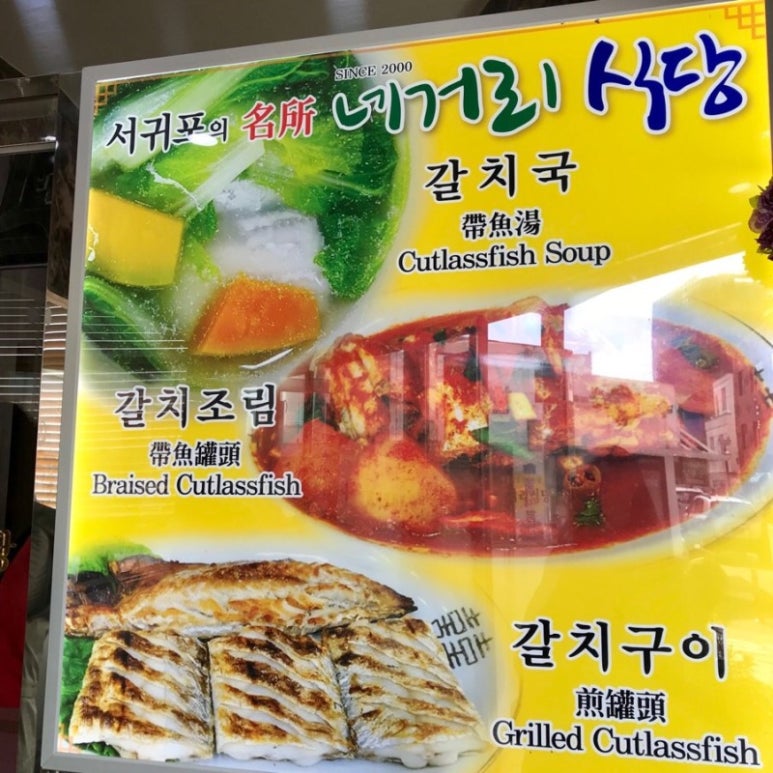 SINCE 2000
서귀포의 名所 네거리 식당
갈치국
帶魚湯
Cutlassfish Soup
갈치조림
帶魚罐頭
Braised Cutlassfish
갈치구이
煎罐頭
Grilled Cutlassfish